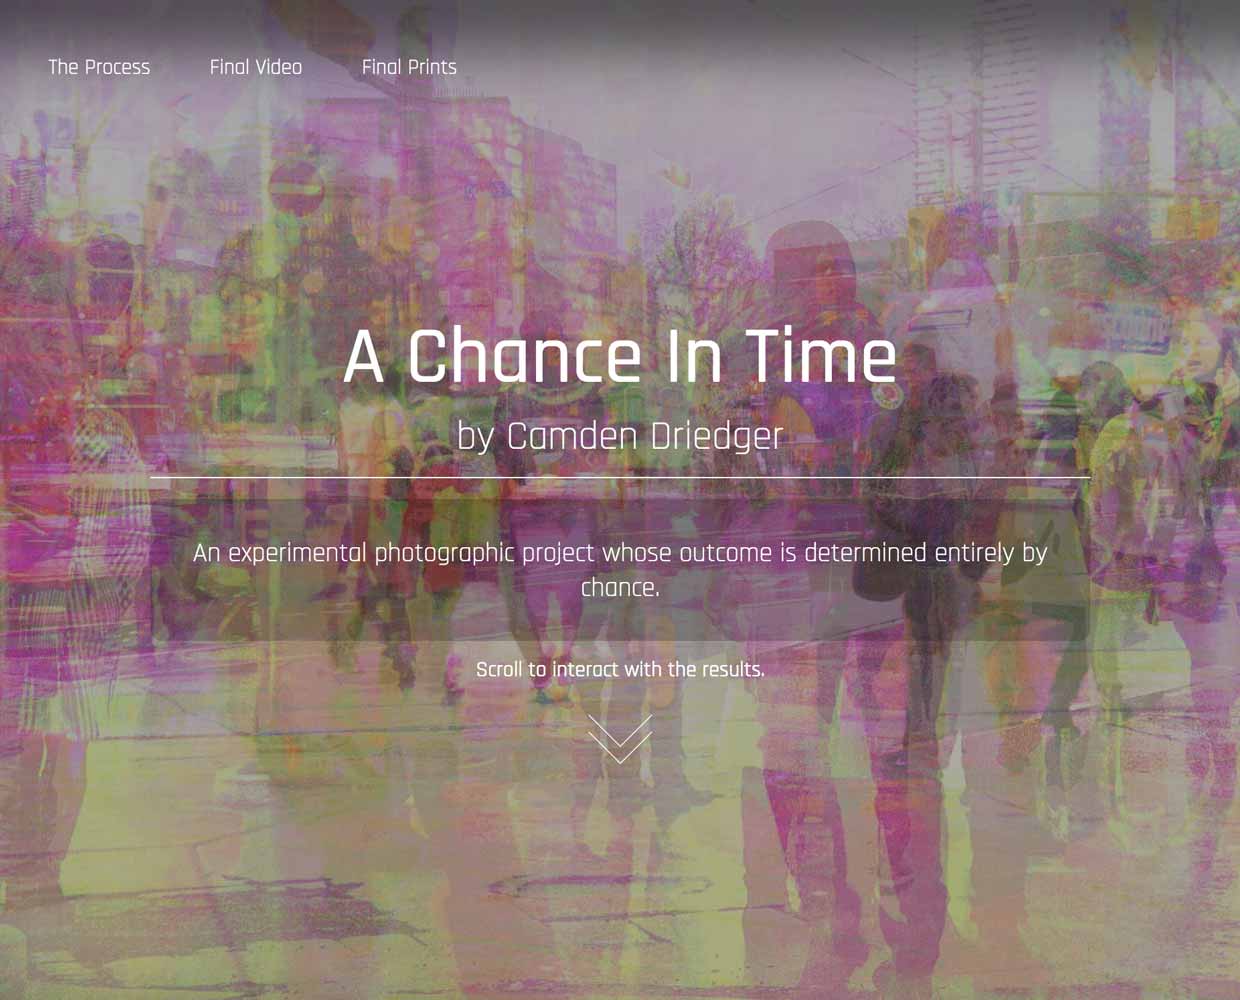 The Process Final Video Final Prints
A Chance In Time
by Camden Driedger
An experimental photographic project whose outcome is determined entirely by
chance.
Scroll to interact with the results.